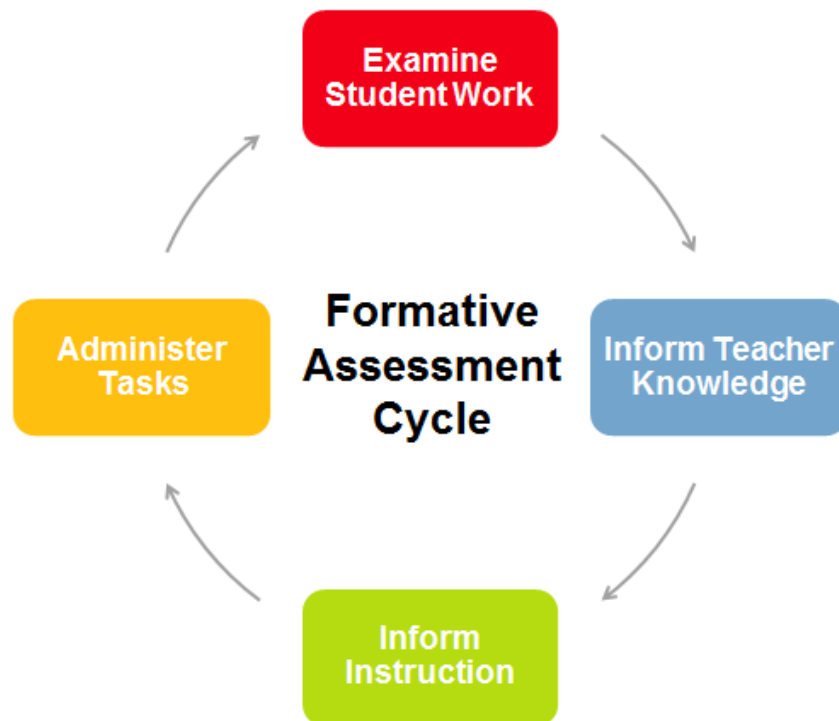 Examine
Student Work
Administer
Tasks
Formative
Assessment
Cycle
Inform Teacher
Knowledge
Inform
Instruction